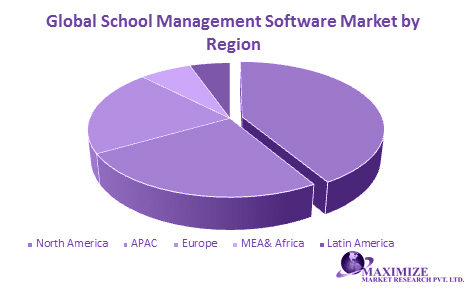 Global School Management Software Market by
Region
North America APAC Europe MEA& Africa Latin America
MAXIMIZE
MARKET RESEARCH PVT. LTD.